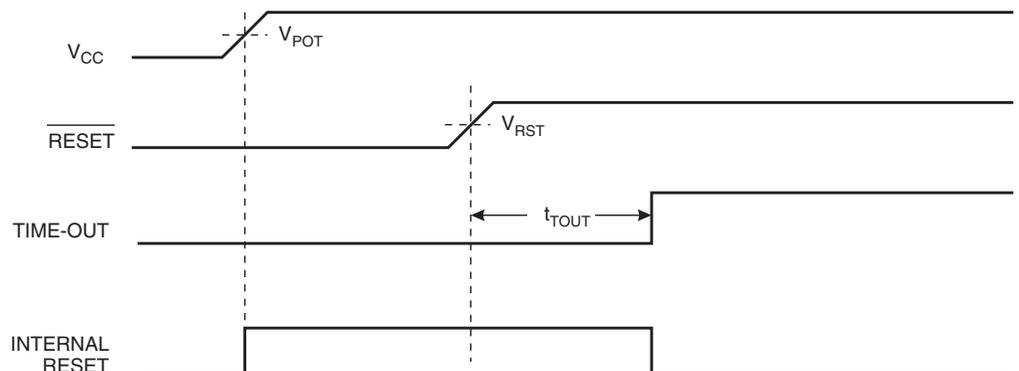 V_CC
V_POT
RESET
V_RST
TIME-OUT
t_TOUT
INTERNAL
RESET